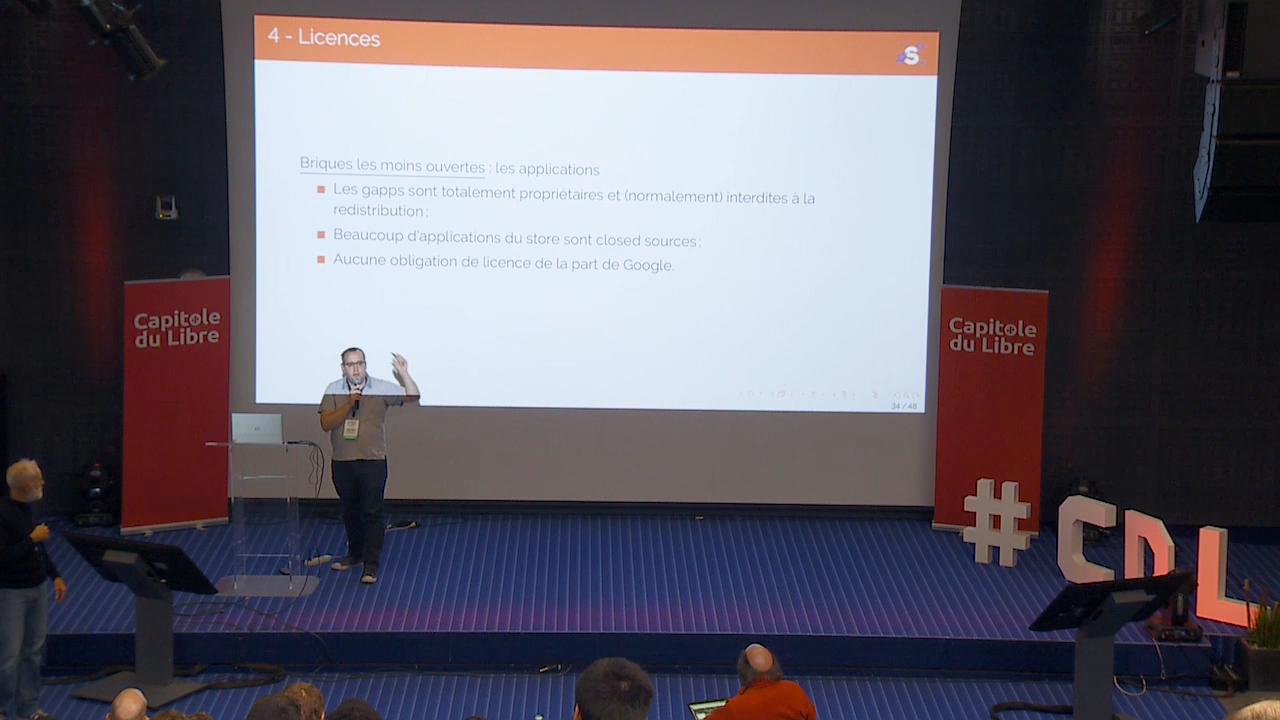 4 - Licences
S
Briques les moins ouvertes : les applications
Les gapps sont totalement propriétaires et (normalement) interdites à la
redistribution ;
Beaucoup d'applications du store sont closed sources ;
Aucune obligation de licence de la part de Google.
34 / 48
Capitole
du Libre
Capitole
du Libre
#CDL